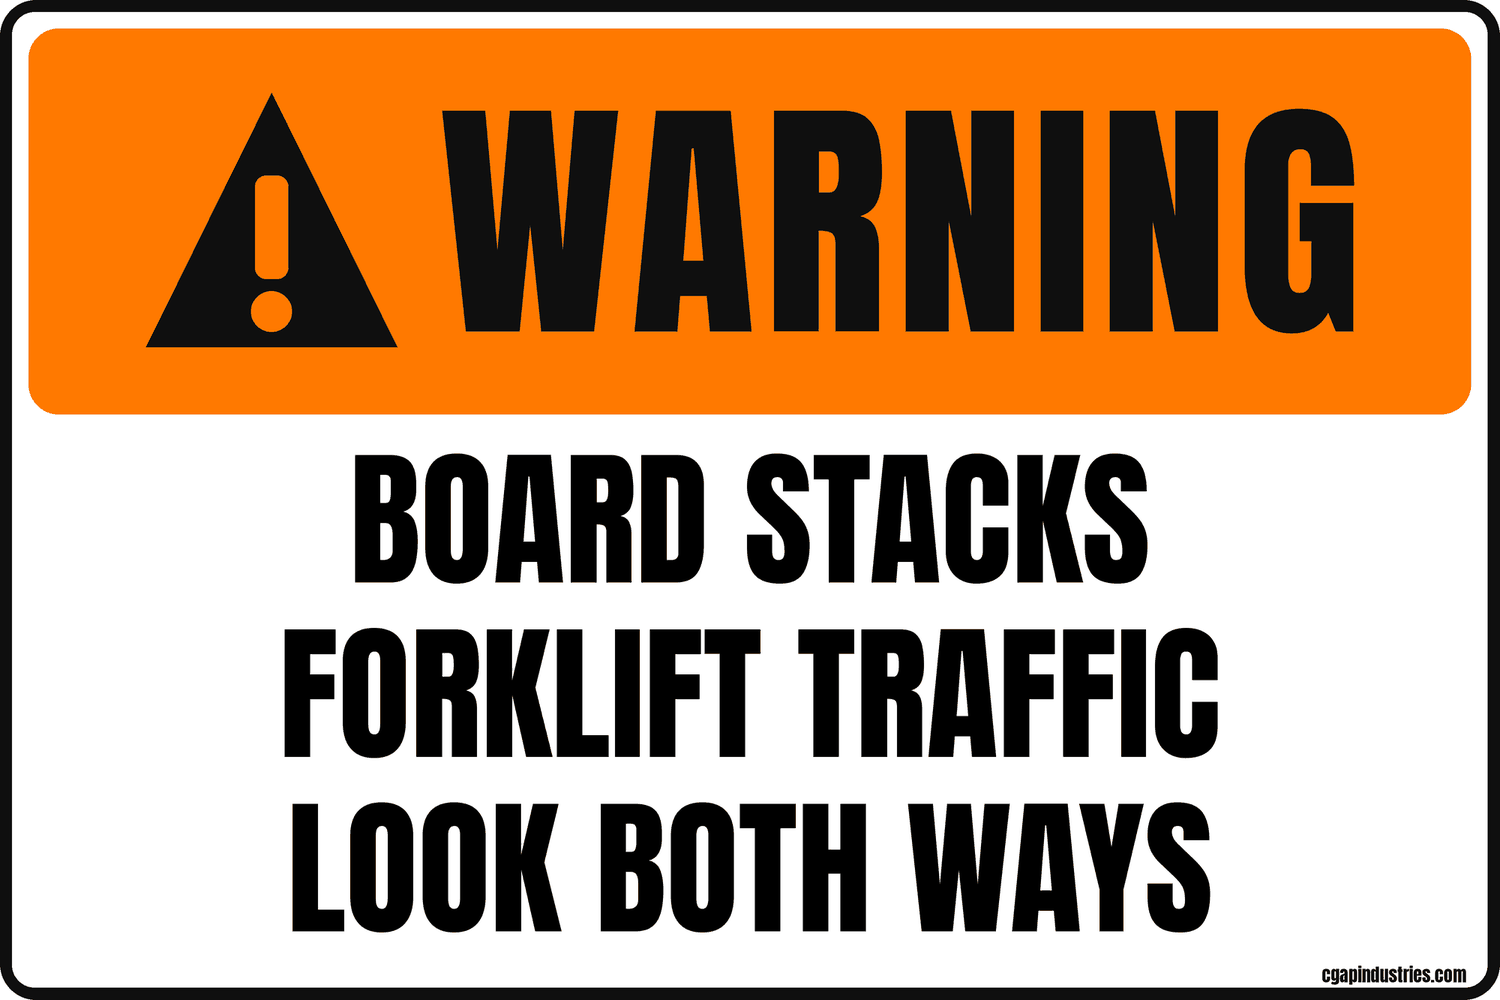 WARNING
BOARD STACKS
FORKLIFT TRAFFIC
LOOK BOTH WAYS
cgapindustries.com